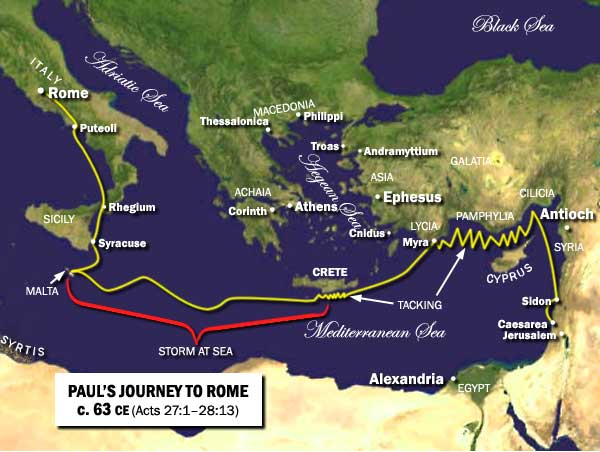 Black Sea
ITALY
Adriatic Sea
Rome
MACEDONIA
Thessalonica
Philippi
Puteoli
Troas
Andramyttium
Aegean Sea
GALATIA
ASIA
ACHAIA
Ephesus
CILICIA
Rhegium
Corinth
Athens
PAMPHYLIA
Antioch
SICILY
LYCIA
Cnidus
Myra
SYRIA
Syracuse
CRETE
CYPRUS
MALTA
TACKING
Sidon
Caesarea
Jerusalem
Mediterranean Sea
SYRTIS
STORM AT SEA
Alexandria
EGYPT
PAUL'S JOURNEY TO ROME
c. 63 CE (Acts 27:1–28:13)